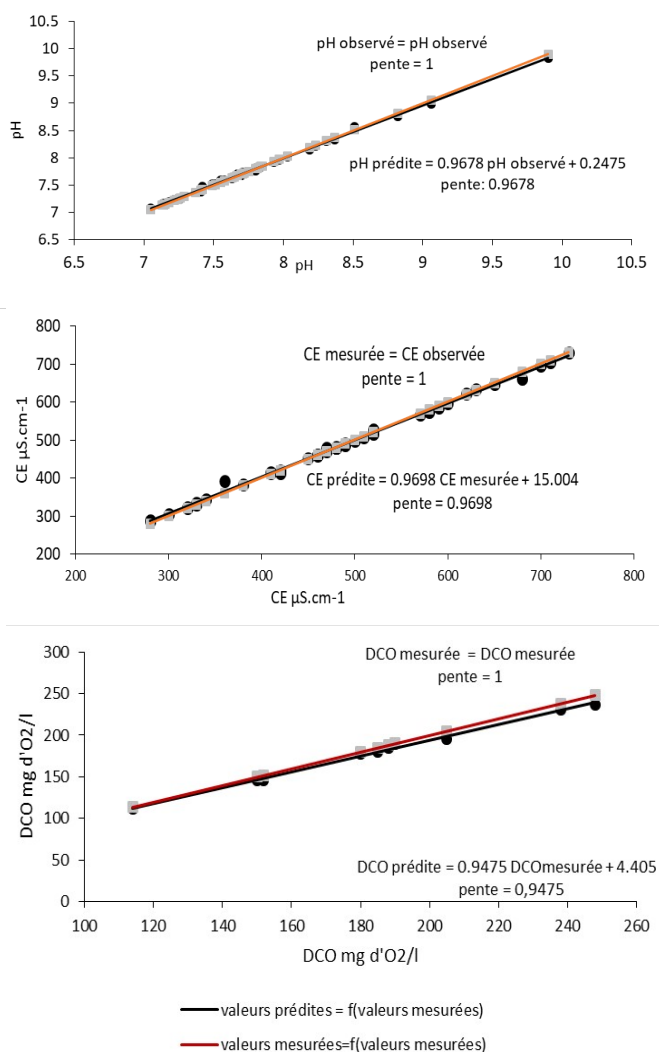 10.5
10
9.5
9
8.5
8
7.5
7
6.5
pH
pH observé = pH observé
pente = 1
pH prédite = 0.9678 pH observé + 0.2475
pente: 0.9678
6.5 7 7.5 8 8.5 9 9.5 10 10.5
pH
800
700
600
500
400
300
200
CE µS.cm-1
CE mesurée = CE observée
pente = 1
CE prédite = 0.9698 CE mesurée + 15.004
pente = 0.9698
200 300 400 500 600 700 800
CE µS.cm-1
300
250
200
150
100
50
0
DCO mg d'O2/l
DCO mesurée = DCO mesurée
pente = 1
DCO prédite = 0.9475 DCOmesurée + 4.405
pente = 0,9475
100 120 140 160 180 200 220 240 260
DCO mg d'O2/l
valeurs prédites = f(valeurs mesurées)
valeurs mesurées=f(valeurs mesurées)